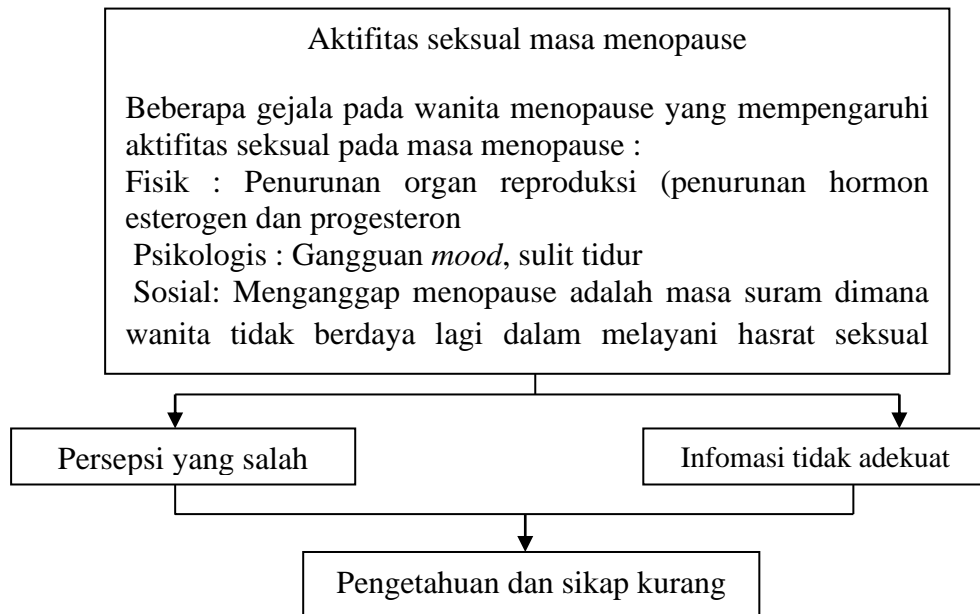 Aktifitas seksual masa menopause
Beberapa gejala pada wanita menopause yang mempengaruhi
aktifitas seksual pada masa menopause :
Fisik : Penurunan organ reproduksi (penurunan hormon
esterogen dan progesteron
Psikologis : Gangguan mood, sulit tidur
Sosial: Menganggap menopause adalah masa suram dimana
wanita tidak berdaya lagi dalam melayani hasrat seksual
Persepsi yang salah
Infomasi tidak adekuat
Pengetahuan dan sikap kurang